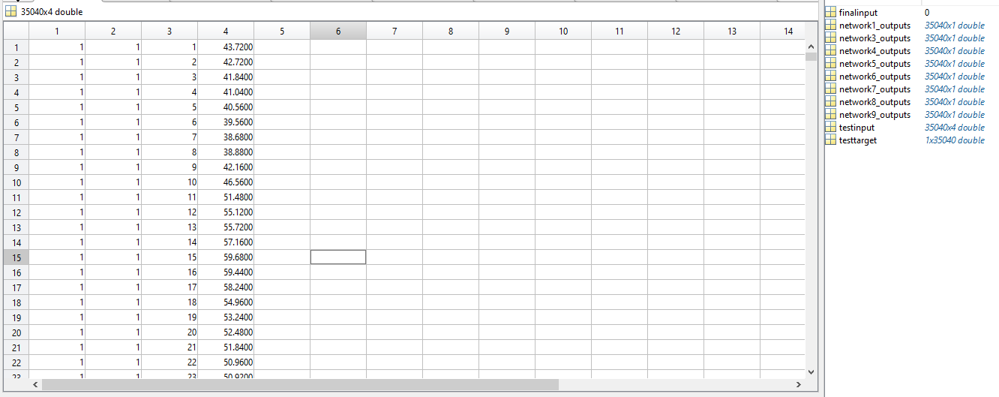 35040x4 double
1 2 3 4 5 6 7 8 9 10 11 12 13 14
1 1 1 1 43.7200
2 1 1 2 42.7200
3 1 1 3 41.8400
4 1 1 4 41.0400
5 1 1 5 40.5600
6 1 1 6 39.5600
7 1 1 7 38.6800
8 1 1 8 38.8800
9 1 1 9 42.1600
10 1 1 10 46.5600
11 1 1 11 51.4800
12 1 1 12 55.1200
13 1 1 13 55.7200
14 1 1 14 57.1600
15 1 1 15 59.6800
16 1 1 16 59.4400
17 1 1 17 58.2400
18 1 1 18 54.9600
19 1 1 19 53.2400
20 1 1 20 52.4800
21 1 1 21 51.8400
22 1 1 22 50.9600
23 1 1 23 50.9200
finalinput 0
network1_outputs 35040x1 double
network3_outputs 35040x1 double
network4_outputs 35040x1 double
network5_outputs 35040x1 double
network6_outputs 35040x1 double
network7_outputs 35040x1 double
network8_outputs 35040x1 double
network9_outputs 35040x1 double
testinput 35040x4 double
testtarget 1x35040 double